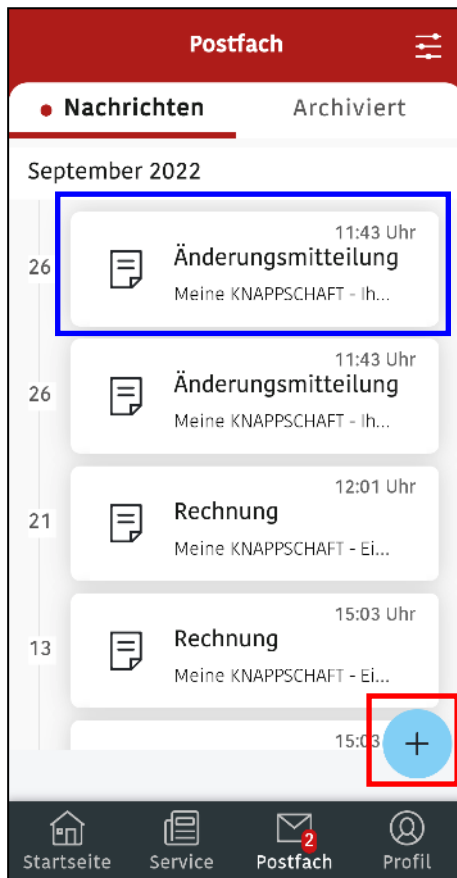 Postfach
Nachrichten Archiviert
September 2022
11:43 Uhr
26 Änderungsmitteilung
Meine KNAPPSCHAFT - Ih...
11:43 Uhr
26 Änderungsmitteilung
Meine KNAPPSCHAFT - Ih...
12:01 Uhr
21 Rechnung
Meine KNAPPSCHAFT - Ei...
15:03 Uhr
13 Rechnung
Meine KNAPPSCHAFT - Ei...
15:03
+
2
Startseite Service Postfach Profil